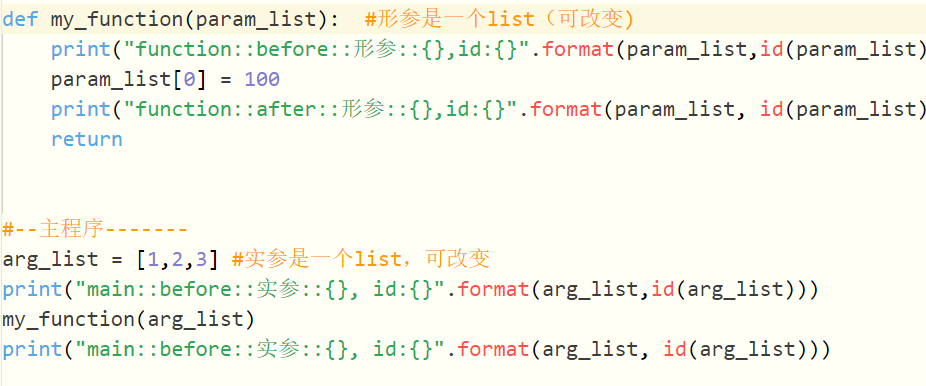 def my_function(param_list):  #形参是一个list（可改变)
    print("function::before::形参::{},id:{}".format(param_list,id(param_list)
    param_list[0] = 100
    print("function::after::形参::{},id:{}".format(param_list, id(param_list)
    return
#--主程序-------
arg_list = [1,2,3] #实参是一个list，可改变
print("main::before::实参::{}, id:{}".format(arg_list,id(arg_list)))
my_function(arg_list)
print("main::before::实参::{}, id:{}".format(arg_list, id(arg_list)))